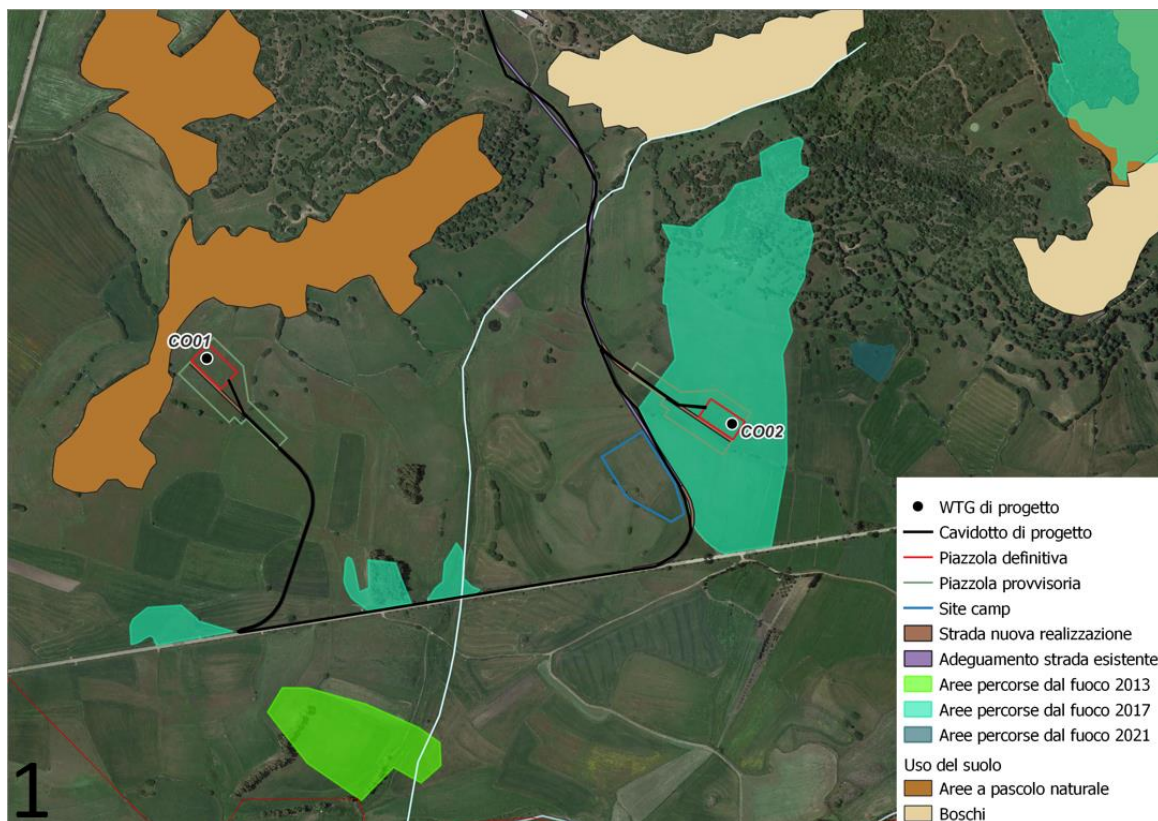 CO01
CO02
WTG di progetto
Cavidotto di progetto
Piazzola definitiva
Piazzola provvisoria
Site camp
Strada nuova realizzazione
Adeguamento strada esistente
Aree percorse dal fuoco 2013
Aree percorse dal fuoco 2017
Aree percorse dal fuoco 2021
Uso del suolo
Aree a pascolo naturale
Boschi
1